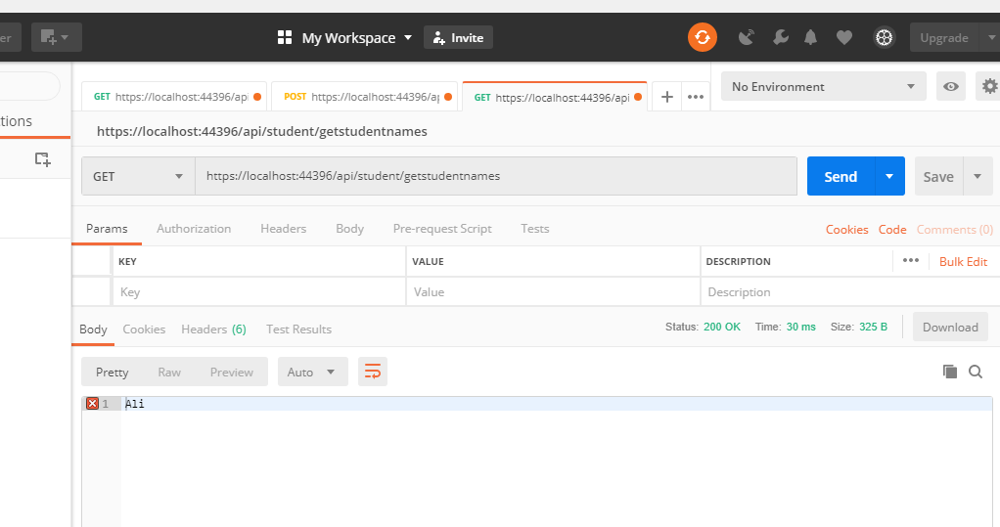 er
My Workspace
Invite
Upgrade
GET https://localhost:44396/api
POST https://localhost:44396/ap
GET https://localhost:44396/api
No Environment
ctions
https://localhost:44396/api/student/getstudentnames
GET
https://localhost:44396/api/student/getstudentnames
Send
Save
Params Authorization Headers Body Pre-request Script Tests
Cookies Code Comments (0)
KEY VALUE DESCRIPTION
Bulk Edit
Key Value Description
Body Cookies Headers (6) Test Results
Status: 200 OK Time: 30 ms Size: 325 B
Download
Pretty Raw Preview
Auto
1 Ali